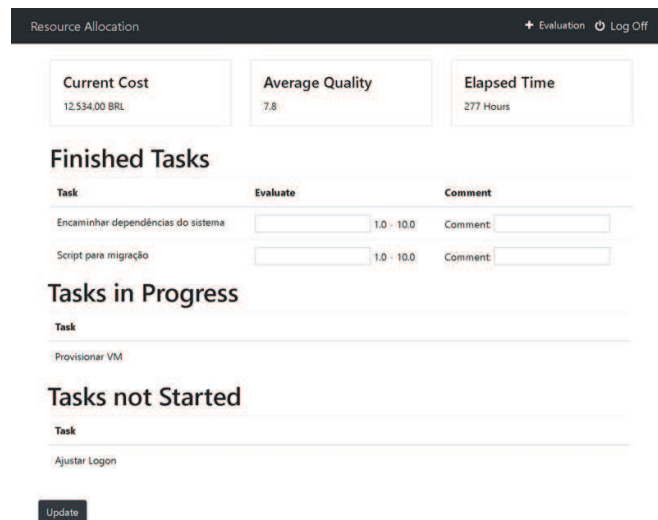 Resource Allocation + Evaluation Log Off
Current Cost Average Quality Elapsed Time
12.534,00 BRL 7.8 277 Hours
Finished Tasks
Task Evaluate Comment
Encaminhar dependências do sistema 1.0 - 10.0 Comment:
Script para migração 1.0 - 10.0 Comment:
Tasks in Progress
Task
Provisionar VM
Tasks not Started
Task
Ajustar Logon
Update